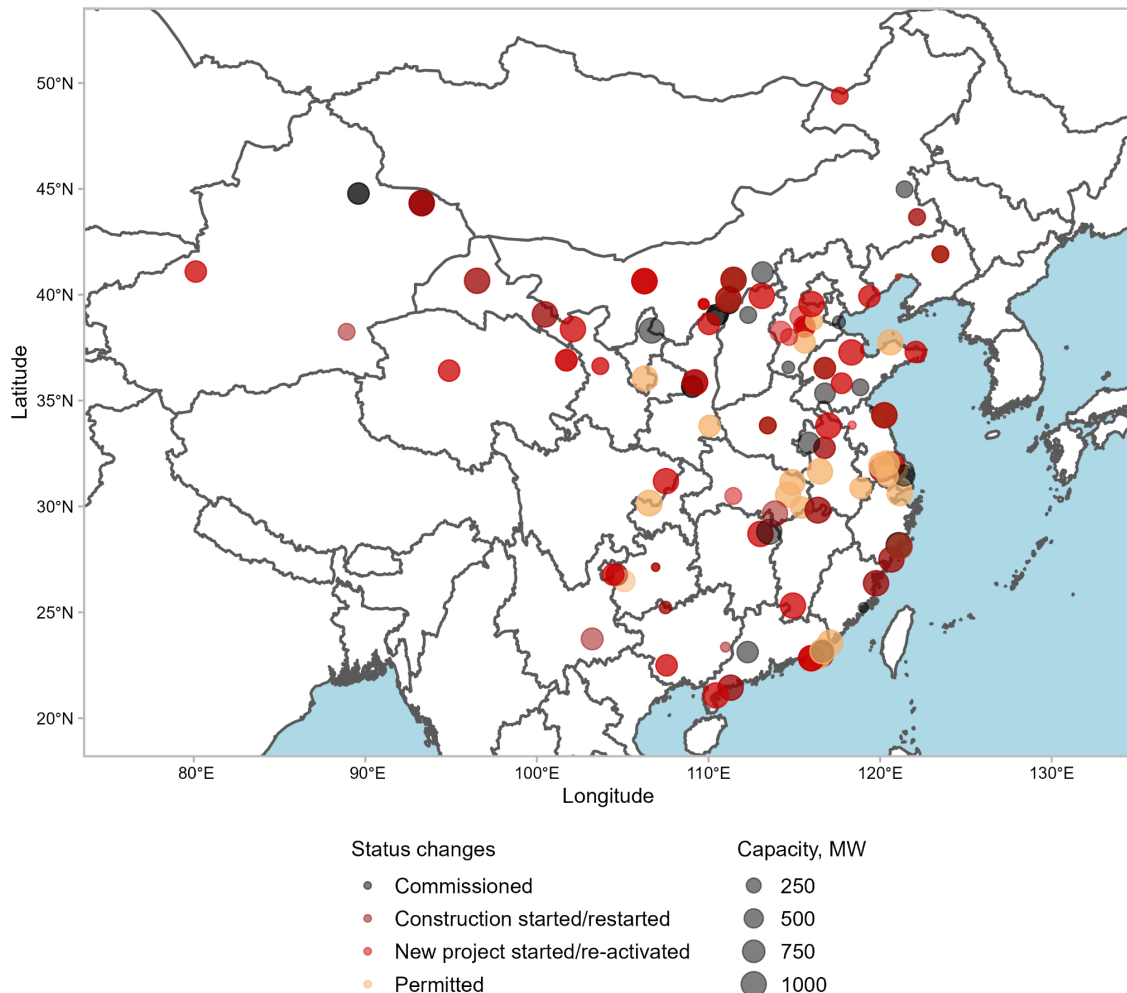 50°N
45°N
40°N
35°N
30°N
25°N
20°N
Latitude
80°E 90°E 100°E 110°E 120°E 130°E
Longitude
Status changes
Commissioned
Construction started/restarted
New project started/re-activated
Permitted
Capacity, MW
250
500
750
1000